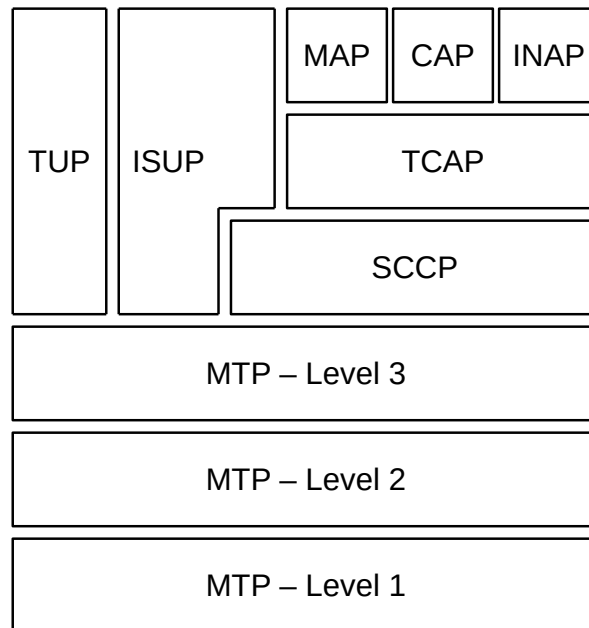 MAP CAP INAP
TUP ISUP TCAP
SCCP
MTP – Level 3
MTP – Level 2
MTP – Level 1